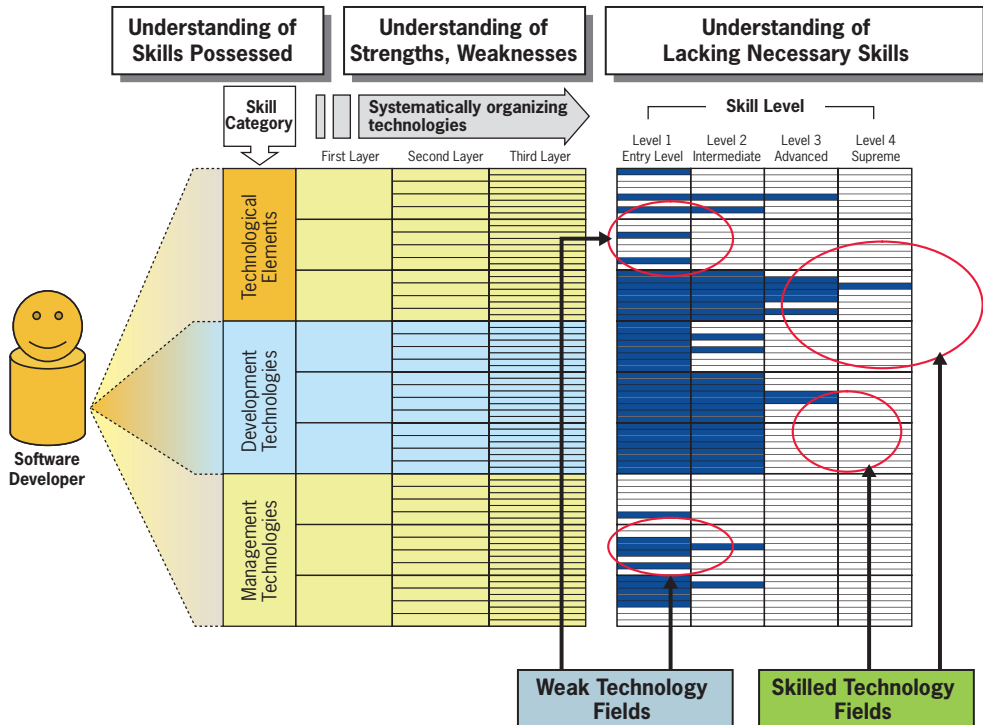 Understanding of
Skills Possessed
Understanding of
Strengths, Weaknesses
Understanding of
Lacking Necessary Skills
Skill
Category
Systematically organizing
technologies
Skill Level
First Layer
Second Layer
Third Layer
Level 1
Entry Level
Level 2
Intermediate
Level 3
Advanced
Level 4
Supreme
Technological
Elements
Development
Technologies
Management
Technologies
Software
Developer
Weak Technology
Fields
Skilled Technology
Fields